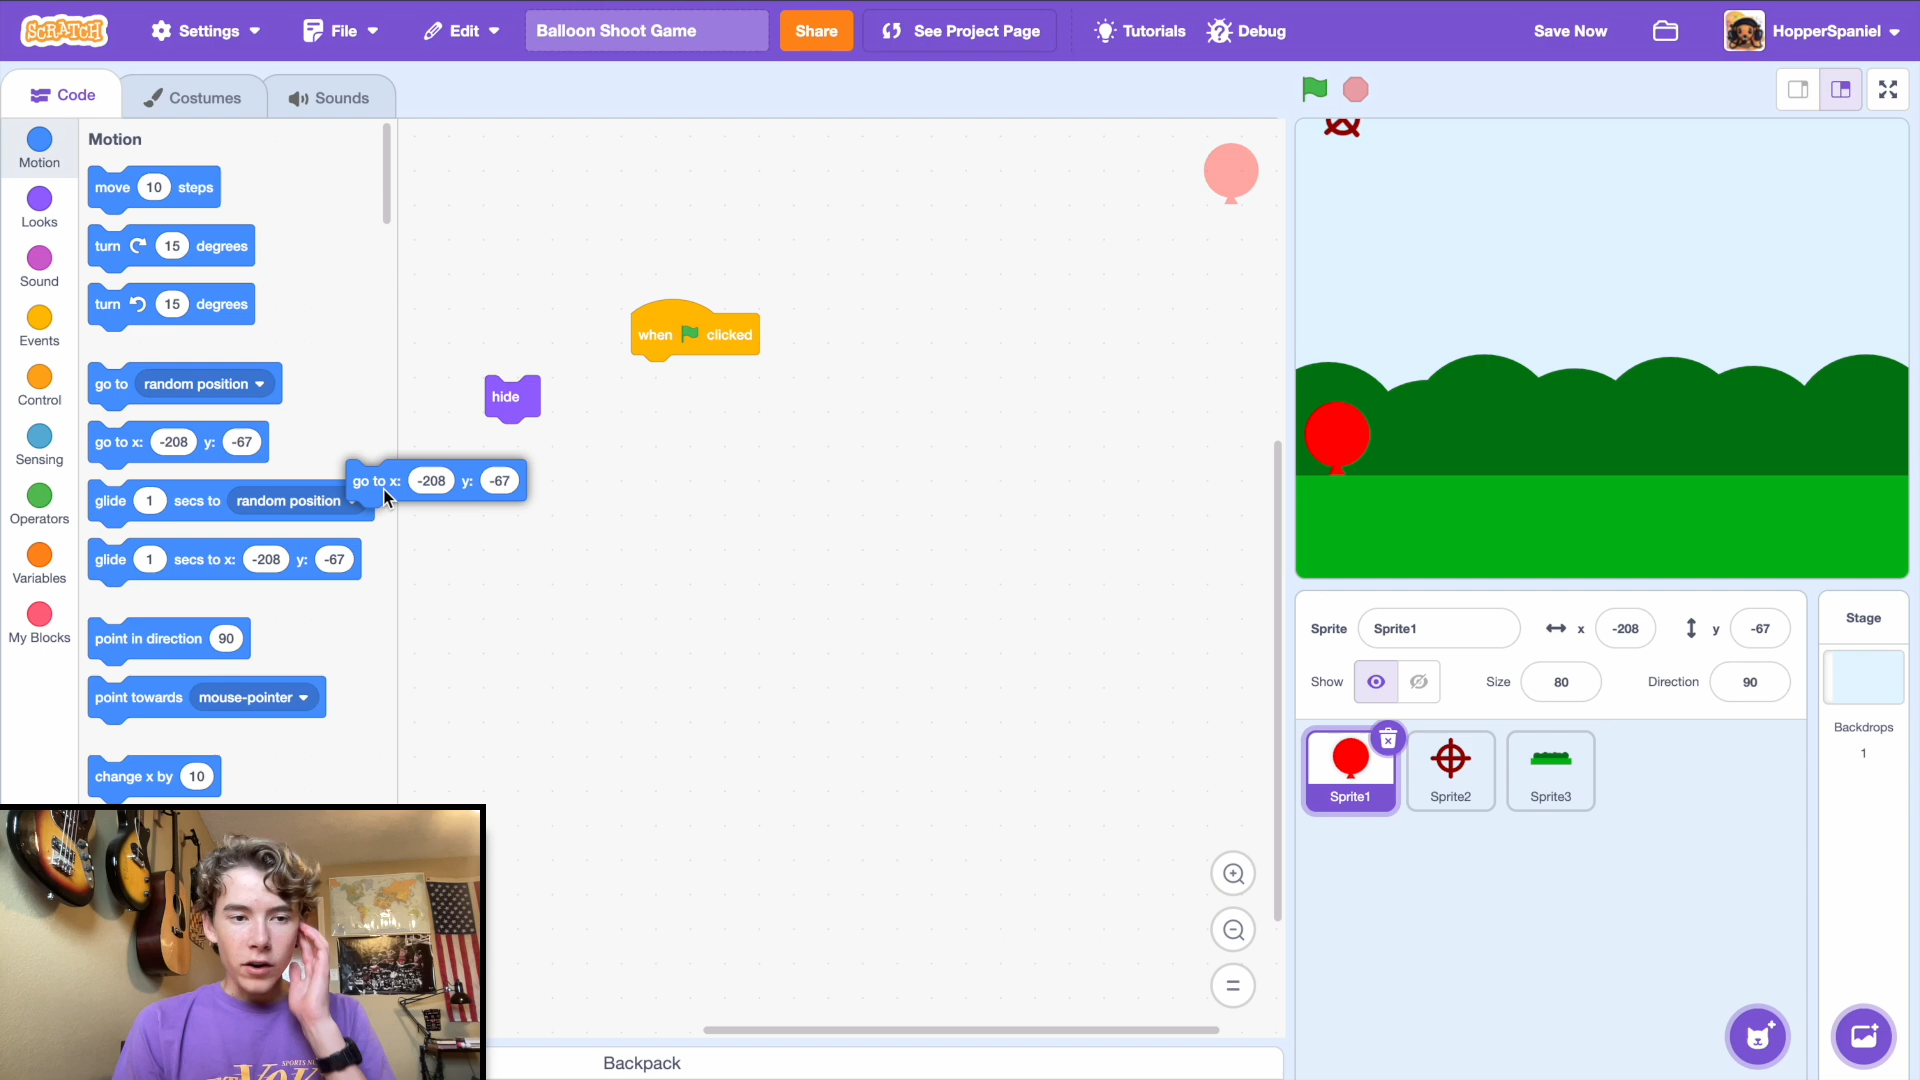 SCRATCH Settings File Edit Balloon Shoot Game Share See Project Page Tutorials Debug Save Now HopperSpaniel
Code Costumes Sounds
Motion
Looks
Sound
Events
Control
Sensing
Operators
Variables
My Blocks
Motion
move 10 steps
turn 15 degrees
turn 15 degrees
go to random position
go to x: -208 y: -67
glide 1 secs to random position
glide 1 secs to x: -208 y: -67
point in direction 90
point towards mouse-pointer
change x by 10
when clicked
hide
go to x: -208 y: -67
Backpack
Sprite Sprite1 x -208 y -67
Show Size 80 Direction 90
Sprite1 Sprite2 Sprite3
Stage
Backdrops
1